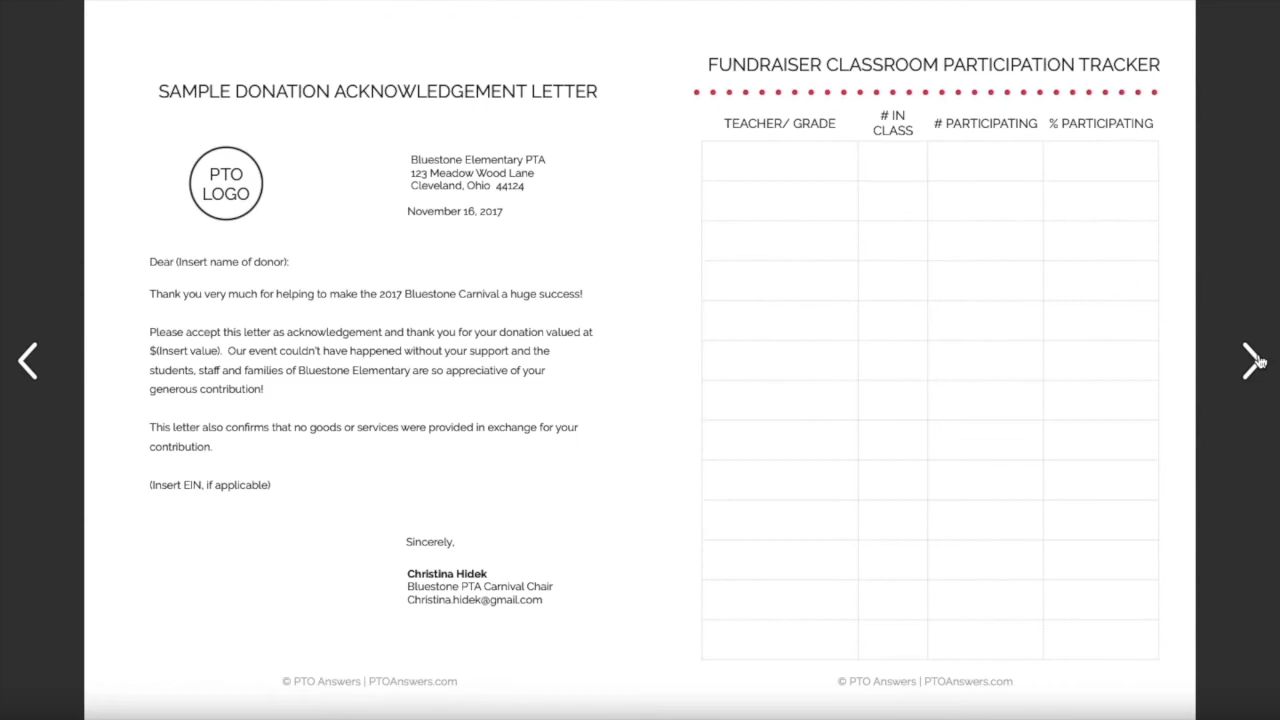 SAMPLE DONATION ACKNOWLEDGEMENT LETTER
PTO
LOGO
Bluestone Elementary PTA
123 Meadow Wood Lane
Cleveland, Ohio 44124
November 16, 2017
Dear (Insert name of donor):
Thank you very much for helping to make the 2017 Bluestone Carnival a huge success!
Please accept this letter as acknowledgement and thank you for your donation valued at
$(Insert value). Our event couldn't have happened without your support and the
students, staff and families of Bluestone Elementary are so appreciative of your
generous contribution!
This letter also confirms that no goods or services were provided in exchange for your
contribution.
(Insert EIN, if applicable)
Sincerely,
Christina Hidek
Bluestone PTA Carnival Chair
Christina.hidek@gmail.com
© PTO Answers | PTOAnswers.com
FUNDRAISER CLASSROOM PARTICIPATION TRACKER
TEACHER/ GRADE
# IN
CLASS
# PARTICIPATING
% PARTICIPATING
© PTO Answers | PTOAnswers.com